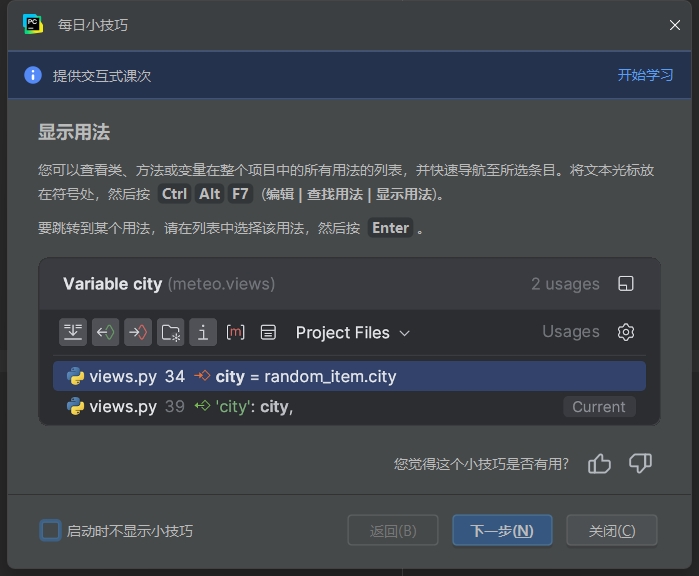 PC
每日小技巧
提供交互式课次 开始学习
显示用法
您可以查看类、方法或变量在整个项目中的所有用法的列表，并快速导航至所选条目。将文本光标放
在符号处，然后按 Ctrl Alt F7 （编辑 | 查找用法 | 显示用法）。
要跳转到某个用法，请在列表中选择该用法，然后按 Enter 。
Variable city (meteo.views) 2 usages
[m] Project Files Usages
views.py 34 city = random_item.city
views.py 39 'city': city, Current
您觉得这个小技巧是否有用?
启动时不显示小技巧 返回(B) 下一步(N) 关闭(C)